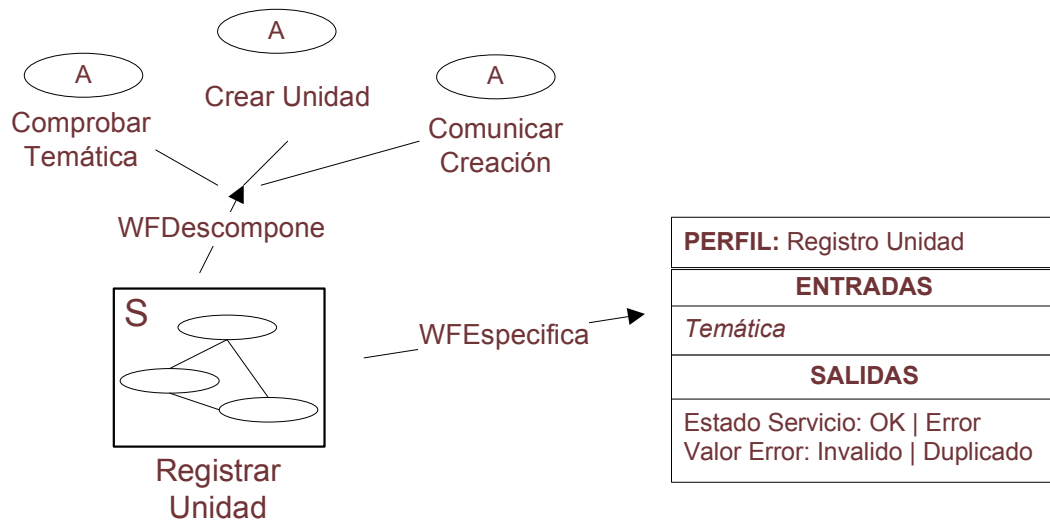 A
A
A
Comprobar
Temática
Crear Unidad
Comunicar
Creación
WFDescompone
S
Registrar
Unidad
WFEspecifica
PERFIL: Registro Unidad
ENTRADAS
Temática
SALIDAS
Estado Servicio: OK | Error
Valor Error: Invalido | Duplicado